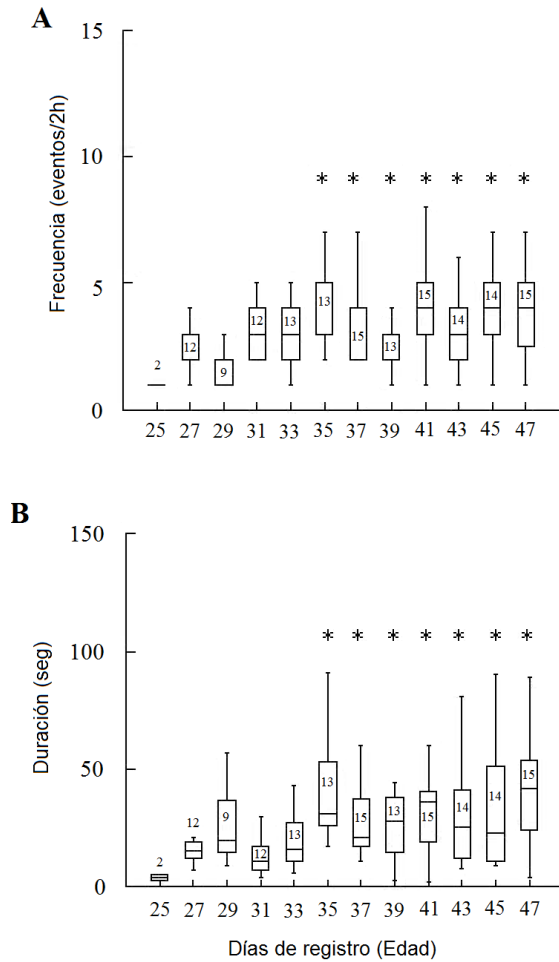 A
Frecuencia (eventos/2h)
15
10
5
0
* * * * * * *
2 12 9 12 13 13 15 13 15 14 14 15
25 27 29 31 33 35 37 39 41 43 45 47
B
Duración (seg)
150
100
50
0
* * * * * * *
2 12 9 12 13 13 15 13 15 14 14 15
25 27 29 31 33 35 37 39 41 43 45 47
Días de registro (Edad)